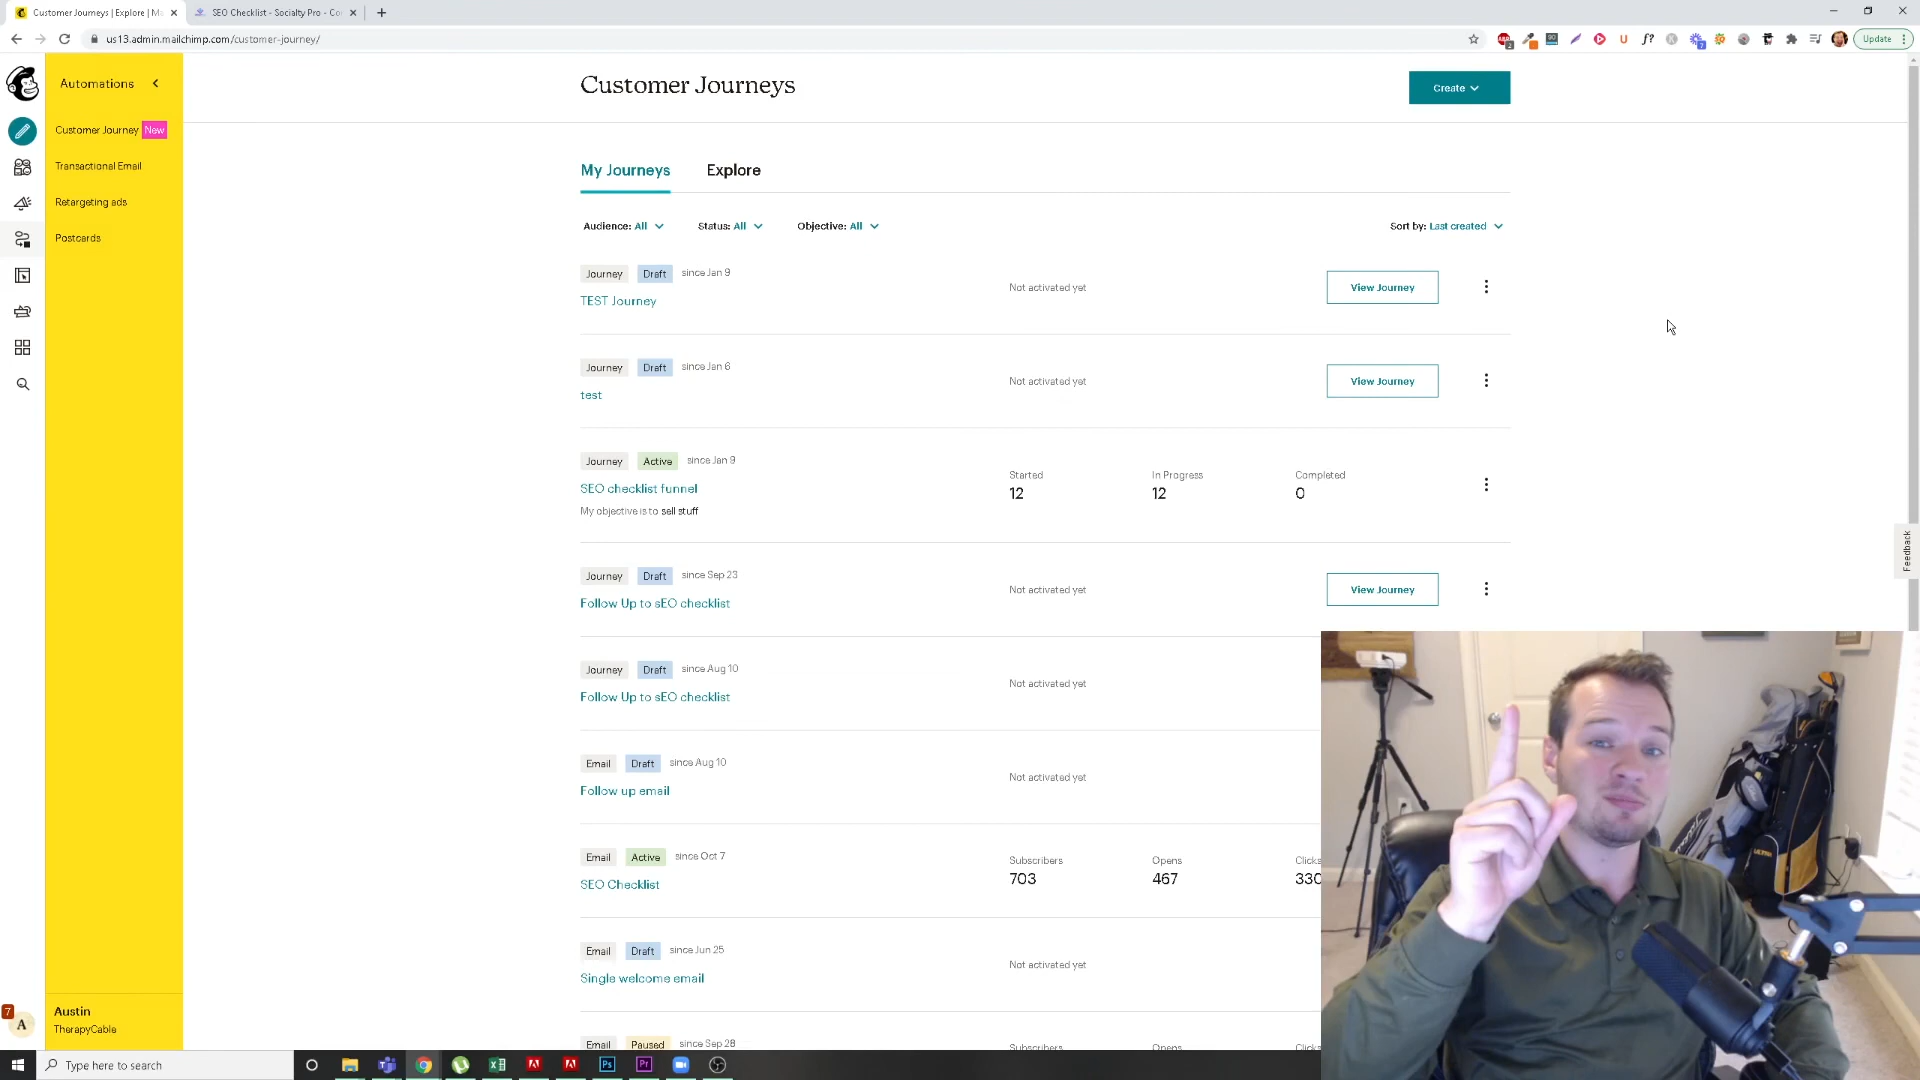 Customer Journeys | Explore | M
SEO Checklist - Socialty Pro - Co
us13.admin.mailchimp.com/customer-journey/
Update
Automations
Customer Journey New
Transactional Email
Retargeting ads
Postcards
Customer Journeys
Create
My Journeys
Explore
Audience: All
Status: All
Objective: All
Sort by: Last created
Journey Draft since Jan 9
TEST Journey
Not activated yet
View Journey
Journey Draft since Jan 6
test
Not activated yet
View Journey
Journey Active since Jan 9
SEO checklist funnel
My objective is to sell stuff
Started
12
In Progress
12
Completed
0
Journey Draft since Sep 23
Follow Up to sEO checklist
Not activated yet
View Journey
Feedback
Journey Draft since Aug 10
Follow Up to sEO checklist
Not activated yet
Email Draft since Aug 10
Follow up email
Not activated yet
Email Active since Oct 7
SEO Checklist
Subscribers
703
Opens
467
Clicks
330
Email Draft since Jun 25
Single welcome email
Not activated yet
Email Paused since Sep 28
Subscribers
Opens
Clicks
7
A
Austin
TherapyCable
Type here to search